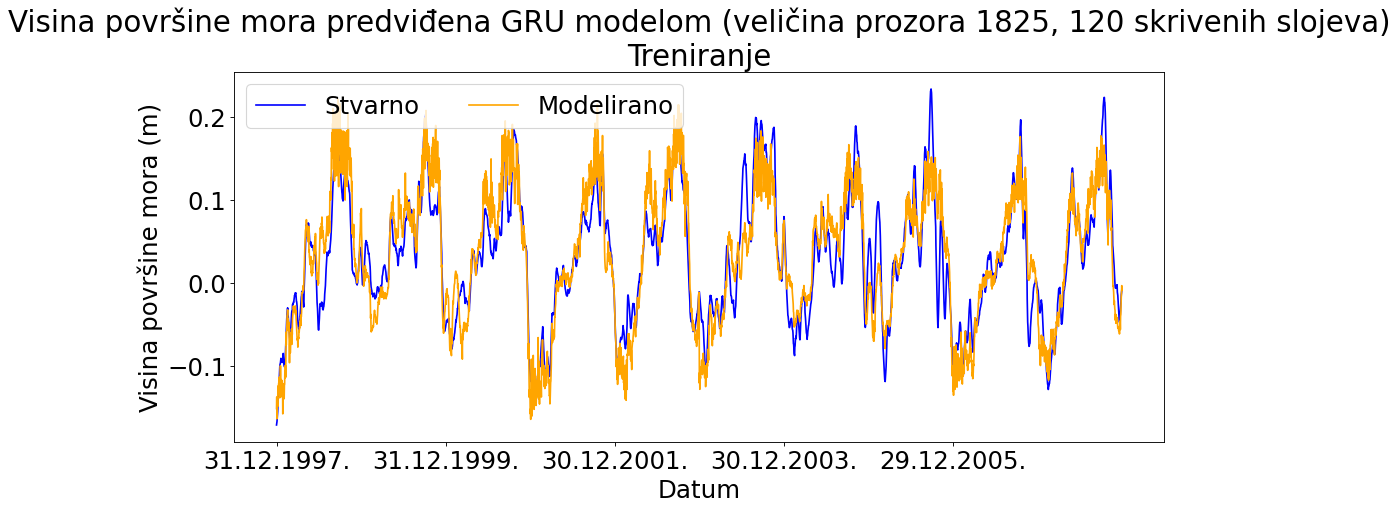 Visina površine mora predviđena GRU modelom (veličina prozora 1825, 120 skrivenih slojeva)
Treniranje
Stvarno Modelirano
Visina površine mora (m)
0.2
0.1
0.0
−0.1
31.12.1997. 31.12.1999. 30.12.2001. 30.12.2003. 29.12.2005.
Datum